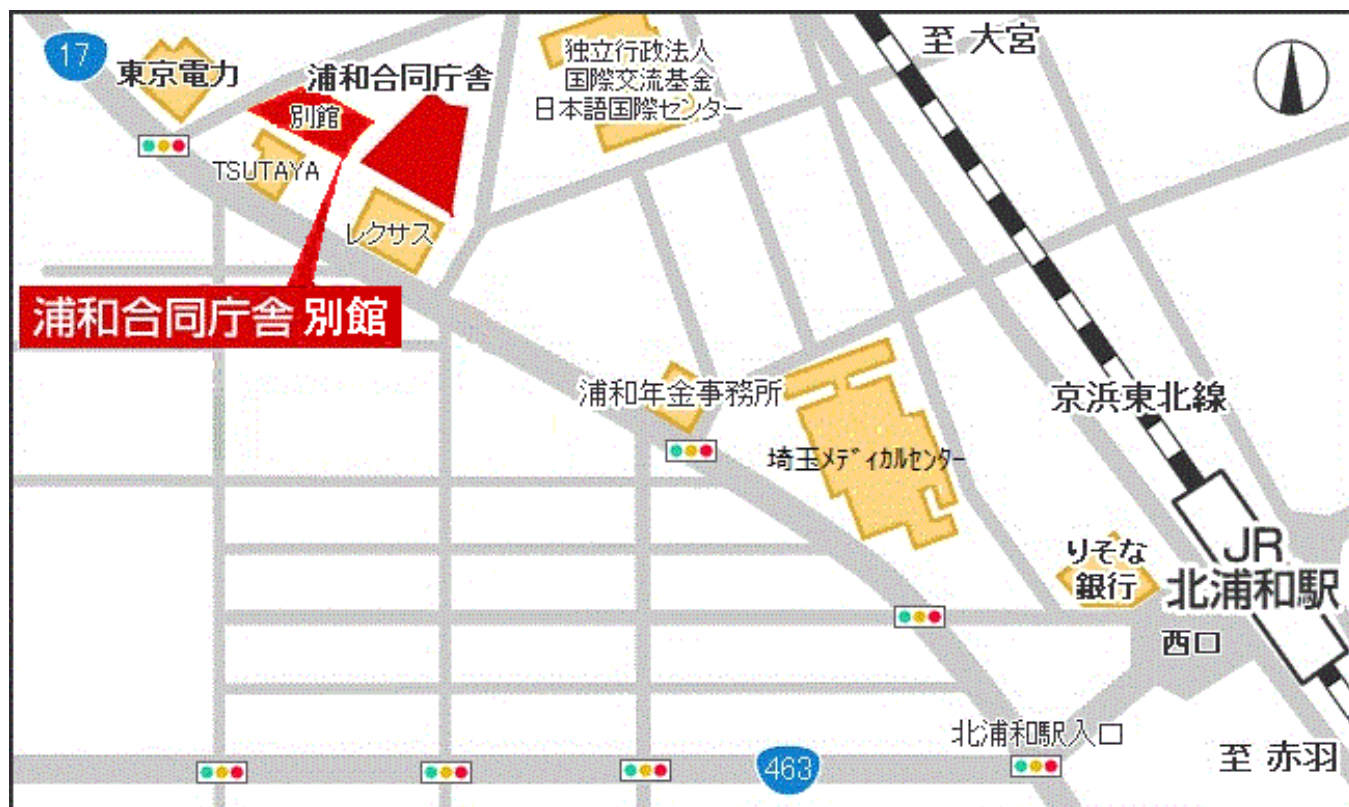 17
東京電力
浦和合同庁舎
別館
独立行政法人
国際交流基金
日本語国際センター
至 大宮
TSUTAYA
レクサス
浦和合同庁舎 別館
浦和年金事務所
京浜東北線
埼玉ﾒﾃﾞｨｶﾙｾﾝﾀｰ
りそな
銀行
JR
北浦和駅
西口
北浦和駅入口
463
至 赤羽